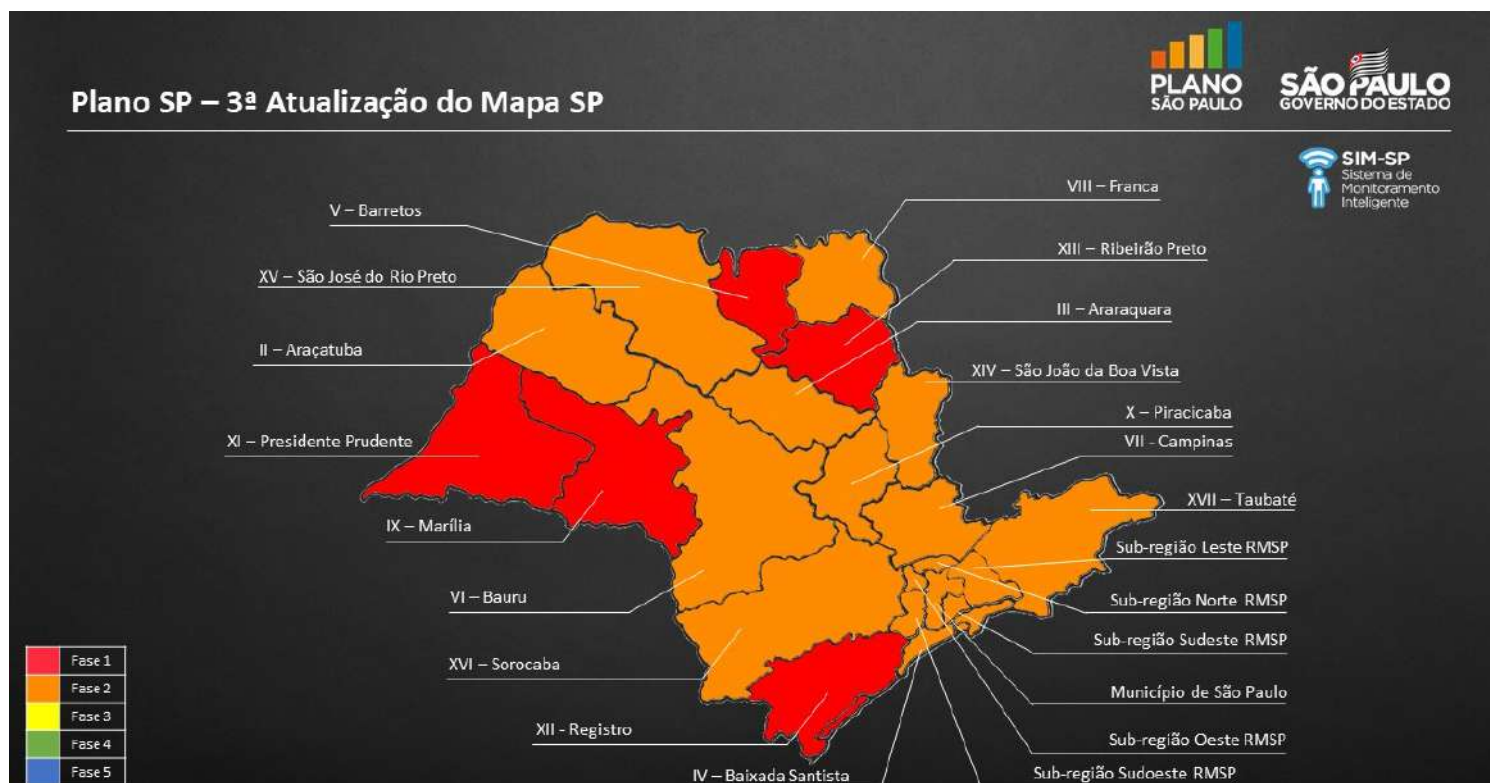 PLANO
SÃO PAULO
SÃO PAULO
GOVERNO DO ESTADO
Plano SP – 3ª Atualização do Mapa SP
SIM-SP
Sistema de
Monitoramento
Inteligente
VIII – Franca
V – Barretos
XIII – Ribeirão Preto
XV – São José do Rio Preto
III – Araraquara
II – Araçatuba
XIV – São João da Boa Vista
X – Piracicaba
XI – Presidente Prudente
VII - Campinas
XVII – Taubaté
IX – Marília
Sub-região Leste RMSP
VI – Bauru
Sub-região Norte RMSP
Sub-região Sudeste RMSP
XVI – Sorocaba
Município de São Paulo
XII - Registro
Sub-região Oeste RMSP
IV – Baixada Santista
Sub-região Sudoeste RMSP
Fase 1
Fase 2
Fase 3
Fase 4
Fase 5